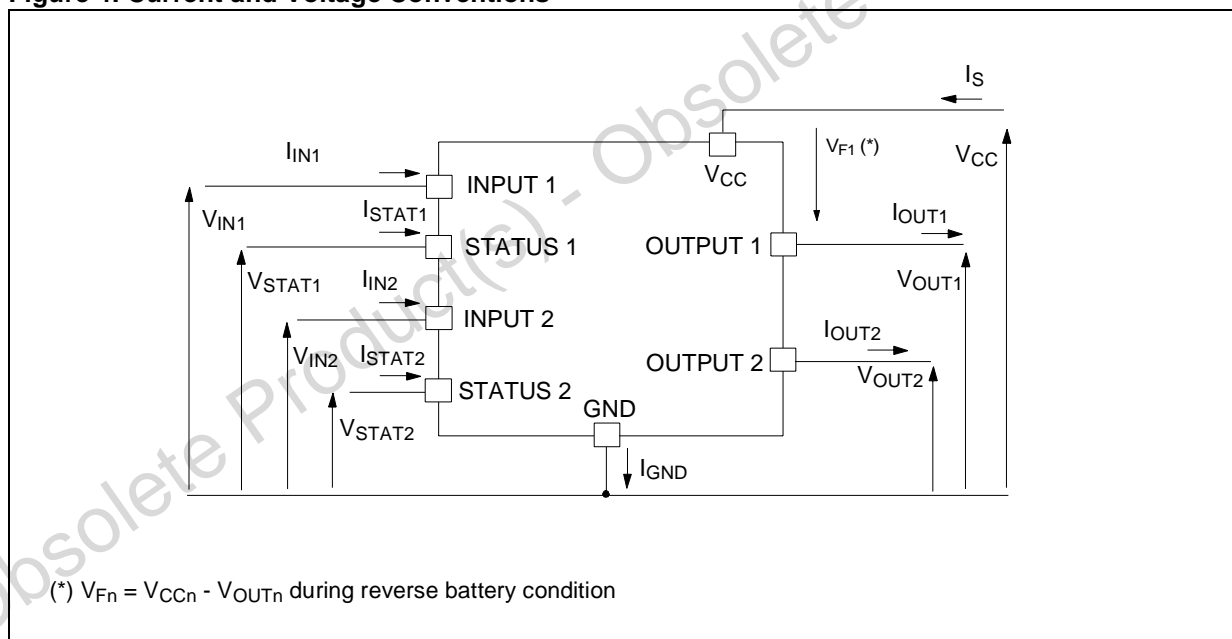 Figure 4. Current and Voltage Conventions
IS
VF1 (*)
VCC
VCC
IIN1
INPUT 1
VIN1
ISTAT1
STATUS 1
OUTPUT 1
IOUT1
VSTAT1
VOUT1
IIN2
INPUT 2
IOUT2
VIN2
ISTAT2
OUTPUT 2
VOUT2
STATUS 2
GND
VSTAT2
IGND
(*) VFn = VCCn - VOUTn during reverse battery condition
Obsolete Product(s) - Obsolete